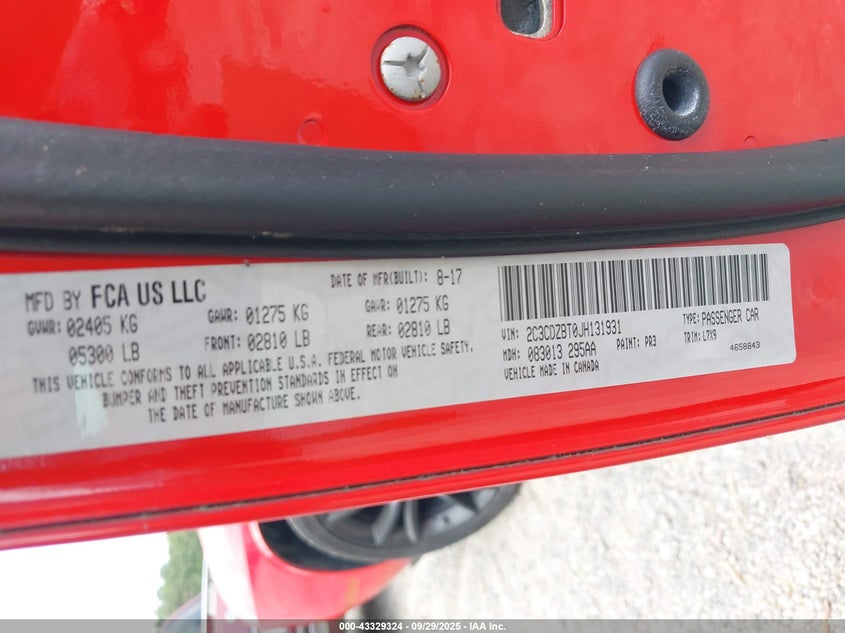 MFD BY FCA US LLC
DATE OF MFR(BUILT): 8-17
GVWR: 02405 KG
GAWR: 01275 KG
GAWR: 01275 KG
05300 LB
FRONT: 02810 LB
REAR: 02810 LB
THIS VEHICLE CONFORMS TO ALL APPLICABLE U.S.A. FEDERAL MOTOR VEHICLE SAFETY,
BUMPER AND THEFT PREVENTION STANDARDS IN EFFECT ON
THE DATE OF MANUFACTURE SHOWN ABOVE.
VIN: 2C3CDZBT0JH131931
TYPE: PASSENGER CAR
MDH: 083013 295AA
PAINT: PR3
TRIM: L7X9
VEHICLE MADE IN CANADA
4658843
000-43329324 | 09/29/2025 | IAA Inc.